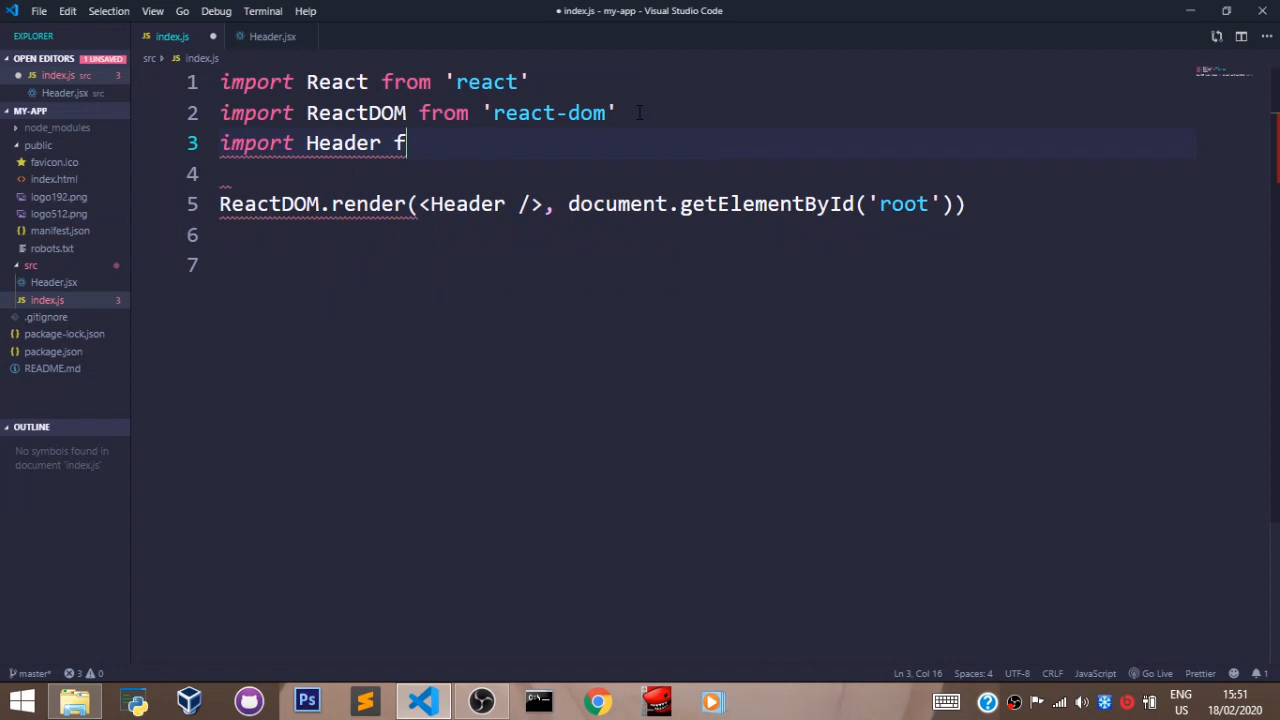 File Edit Selection View Go Debug Terminal Help
● index.js - my-app - Visual Studio Code
EXPLORER
OPEN EDITORS 1 UNSAVED
index.js src 3
Header.jsx src
MY-APP
node_modules
public
favicon.ico
index.html
logo192.png
logo512.png
manifest.json
robots.txt
src
Header.jsx
JS index.js 3
.gitignore
package-lock.json
package.json
README.md
OUTLINE
No symbols found in
document 'index.js'
JS index.js
Header.jsx
src JS index.js
1 import React from 'react'
2 import ReactDOM from 'react-dom'
3 import Header f
4
5 ReactDOM.render(<Header />, document.getElementById('root'))
6
7
master* 3 0
Ln 3, Col 16 Spaces: 4 UTF-8 CRLF JavaScript Go Live Prettier 1
Ps
ENG
US
15:51
18/02/2020